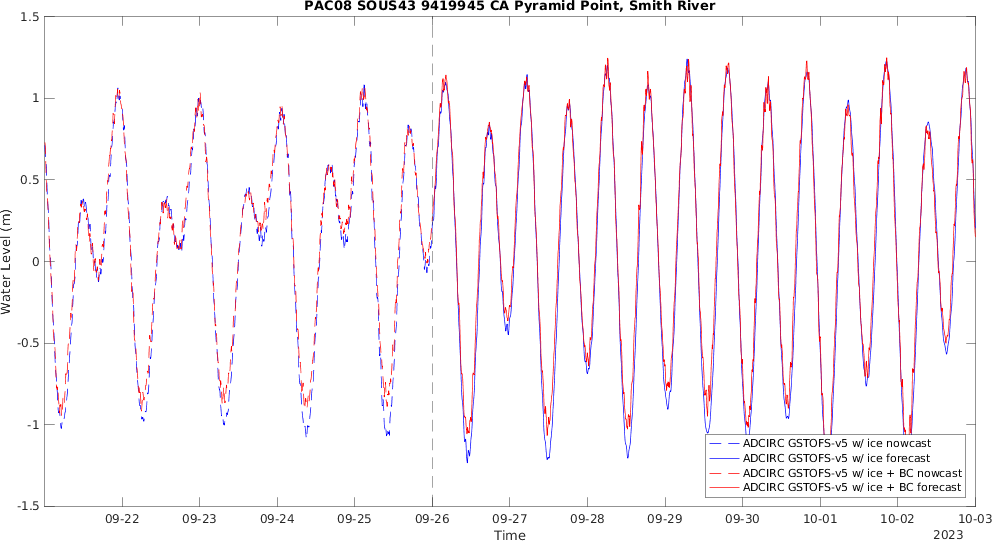 PAC08 SOUS43 9419945 CA Pyramid Point, Smith River
Water Level (m)
1.5
1
0.5
0
-0.5
-1
-1.5
09-22 09-23 09-24 09-25 09-26 09-27 09-28 09-29 09-30 10-01 10-02 10-03
Time
2023
ADCIRC GSTOFS-v5 w/ ice nowcast
ADCIRC GSTOFS-v5 w/ ice forecast
ADCIRC GSTOFS-v5 w/ ice + BC nowcast
ADCIRC GSTOFS-v5 w/ ice + BC forecast